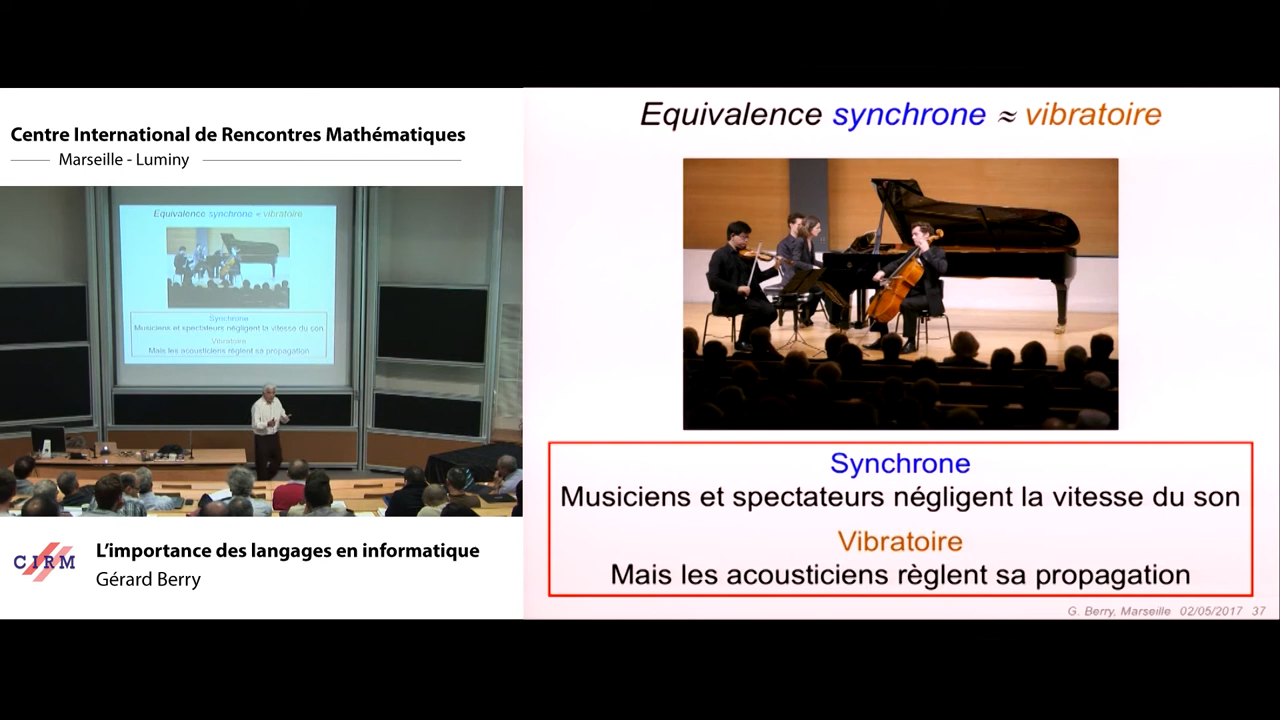 Centre International de Rencontres Mathématiques
Marseille - Luminy
Equivalence synchrone ≈ vibratoire
Synchrone
Musiciens et spectateurs négligent la vitesse du son
Vibratoire
Mais les acousticiens règlent sa propagation
CIRM
L'importance des langages en informatique
Gérard Berry
Equivalence synchrone ≈ vibratoire
Synchrone
Musiciens et spectateurs négligent la vitesse du son
Vibratoire
Mais les acousticiens règlent sa propagation
G. Berry, Marseille 02/05/2017 37